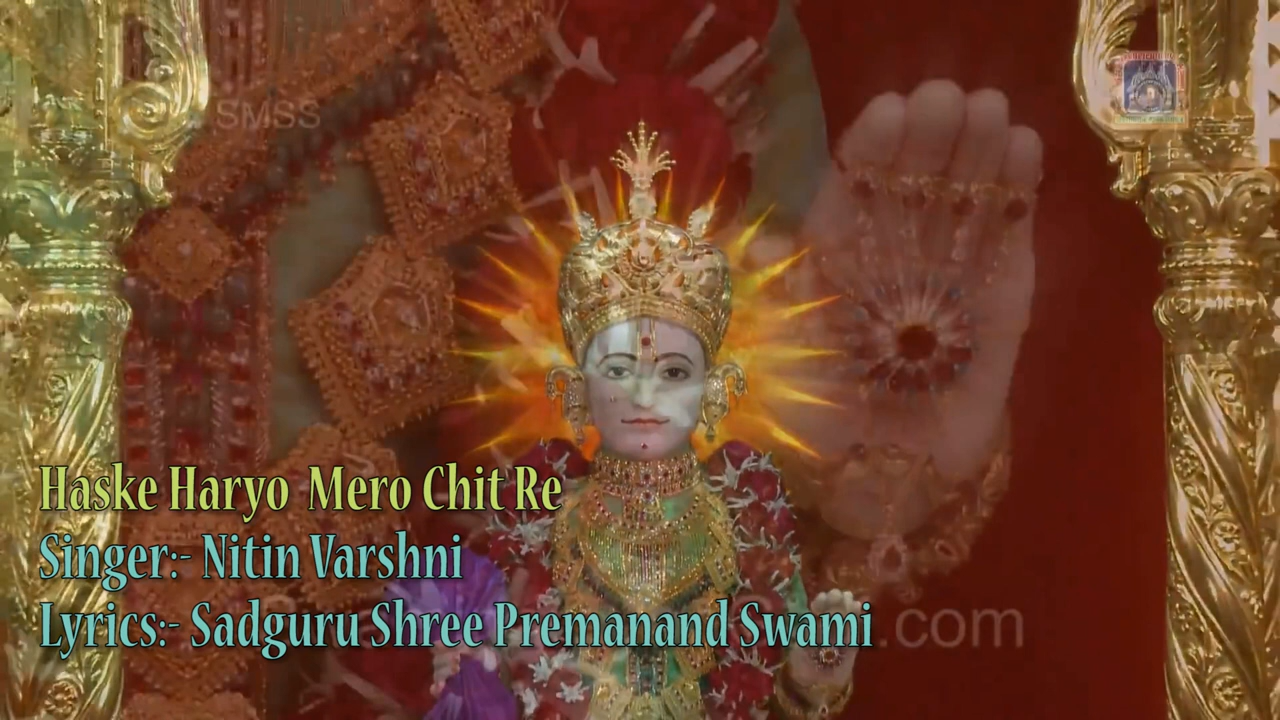 SMSS
Haske Haryo Mero Chit Re
Singer:- Nitin Varshni
Lyrics:- Sadguru Shree Premanand Swami
.com